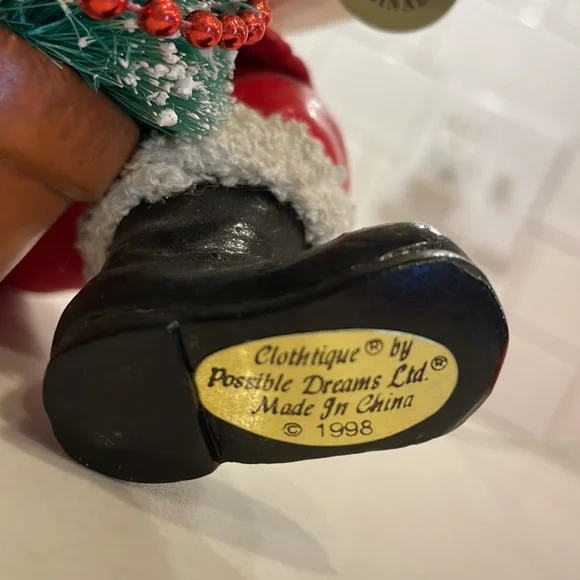 Clothtique® by
Possible Dreams Ltd.®
Made In China
© 1998